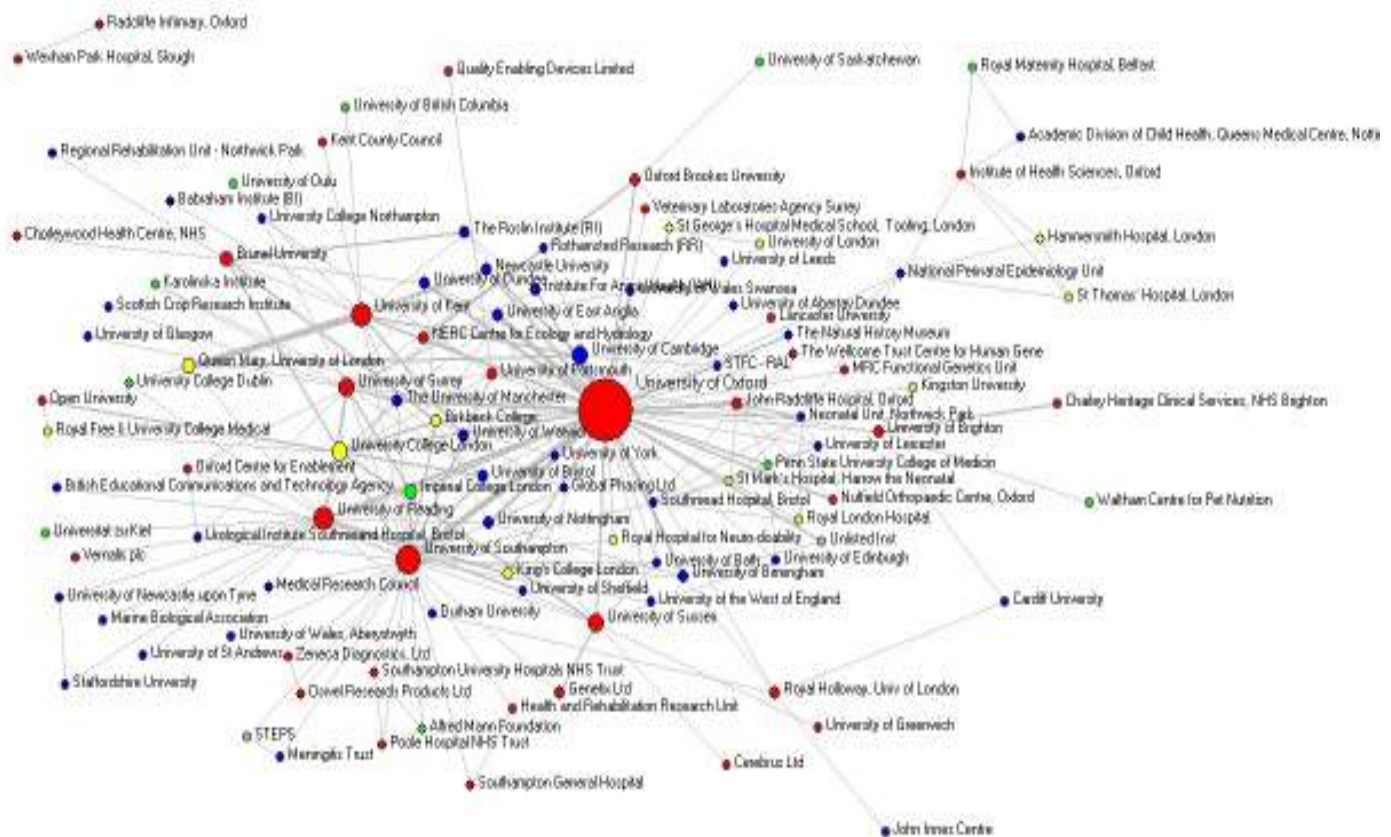 Radcliffe Infirmary, Oxford
Wexham Park Hospital, Slough
Quality Enabling Devices Limited
University of Saskatchewan
Royal Maternity Hospital, Belfast
University of British Columbia
Kent County Council
Academic Division of Child Health, Queens Medical Centre, Notti
Regional Rehabilitation Unit - Northwick Park
University of Oulu
Oxford Brookes University
Institute of Health Sciences, Oxford
Babraham Institute (BI)
University College Northampton
Veterinary Laboratories Agency Surrey
Chorleywood Health Centre, NHS
The Roslin Institute (RI)
St George's Hospital Medical School, Tooting, London
Hammersmith Hospital, London
Brunel University
Rothamsted Research (RR)
University of London
University of Leeds
Newcastle University
National Perinatal Epidemiology Unit
Karolinska Institute
University of Dundee
Institute For Animal Health
University of Wales Swansea
St Thomas' Hospital, London
Scottish Crop Research Institute
University of Kent
University of East Anglia
University of Abertay Dundee
Lancaster University
University of Glasgow
NERC Centre for Ecology and Hydrology
The Natural History Museum
Queen Mary, University of London
University of Cambridge
STFC - RAL
The Wellcome Trust Centre for Human Gene
MRC Functional Genetics Unit
University College Dublin
University of Surrey
University of Portsmouth
University of Oxford
Kingston University
Open University
The University of Manchester
John Radcliffe Hospital, Oxford
Chailey Heritage Clinical Services, NHS Brighton
Royal Free & University College Medical
Birkbeck College
Neonatal Unit, Northwick Park
University of Brighton
University College London
University of Warwick
University of Leicester
Oxford Centre for Enablement
University of York
Penn State University College of Medicin
British Educational Communications and Technology Agency
Imperial College London
University of Bristol
Global Phasing Ltd
St Mark's Hospital, Harrow the Neonatal
University of Reading
Southmead Hospital, Bristol
Nuffield Orthopaedic Centre, Oxford
Waltham Centre for Pet Nutrition
Universitat zu Kiel
Urological Institute Southmead Hospital, Bristol
University of Nottingham
Royal London Hospital
Vernalis plc
University of Southampton
Royal Hospital for Neuro-disability
Unlisted Inst
Medical Research Council
King's College London
University of Bath
University of Edinburgh
University of Birmingham
University of Newcastle upon Tyne
University of Sheffield
University of the West of England
Cardiff University
Marine Biological Association
Durham University
University of Sussex
University of Wales, Aberystwyth
University of St Andrews
Zeneca Diagnostics, Ltd
Staffordshire University
Southampton University Hospitals NHS Trust
Genetix Ltd
Royal Holloway, Univ of London
Research Products Ltd
Health and Rehabilitation Research Unit
University of Greenwich
STEPS
Alfred Mann Foundation
Meningitis Trust
Poole Hospital NHS Trust
Cerebrus Ltd
Southampton General Hospital
John Innes Centre